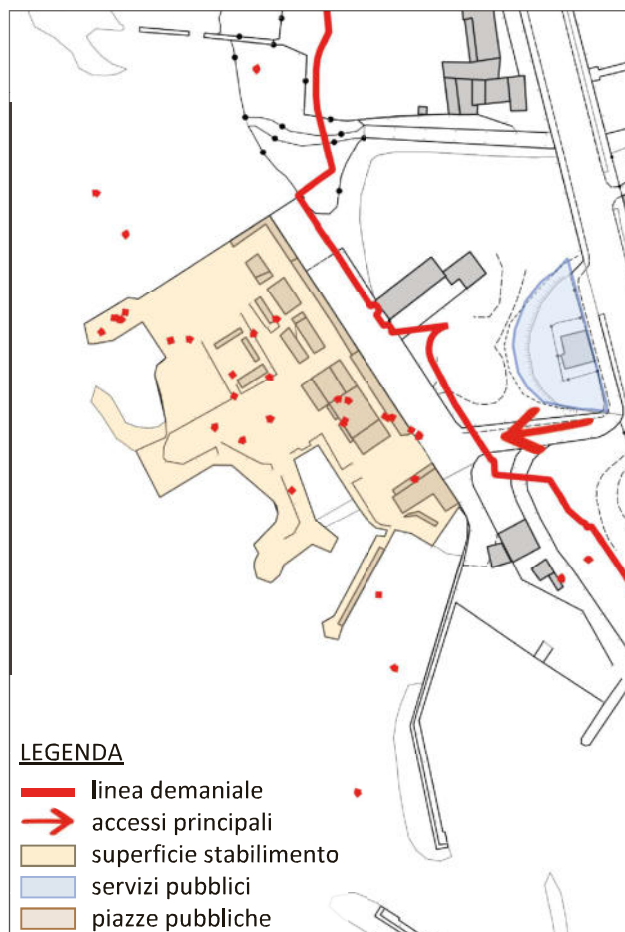 LEGENDA
linea demaniale
accessi principali
superficie stabilimento
servizi pubblici
piazze pubbliche